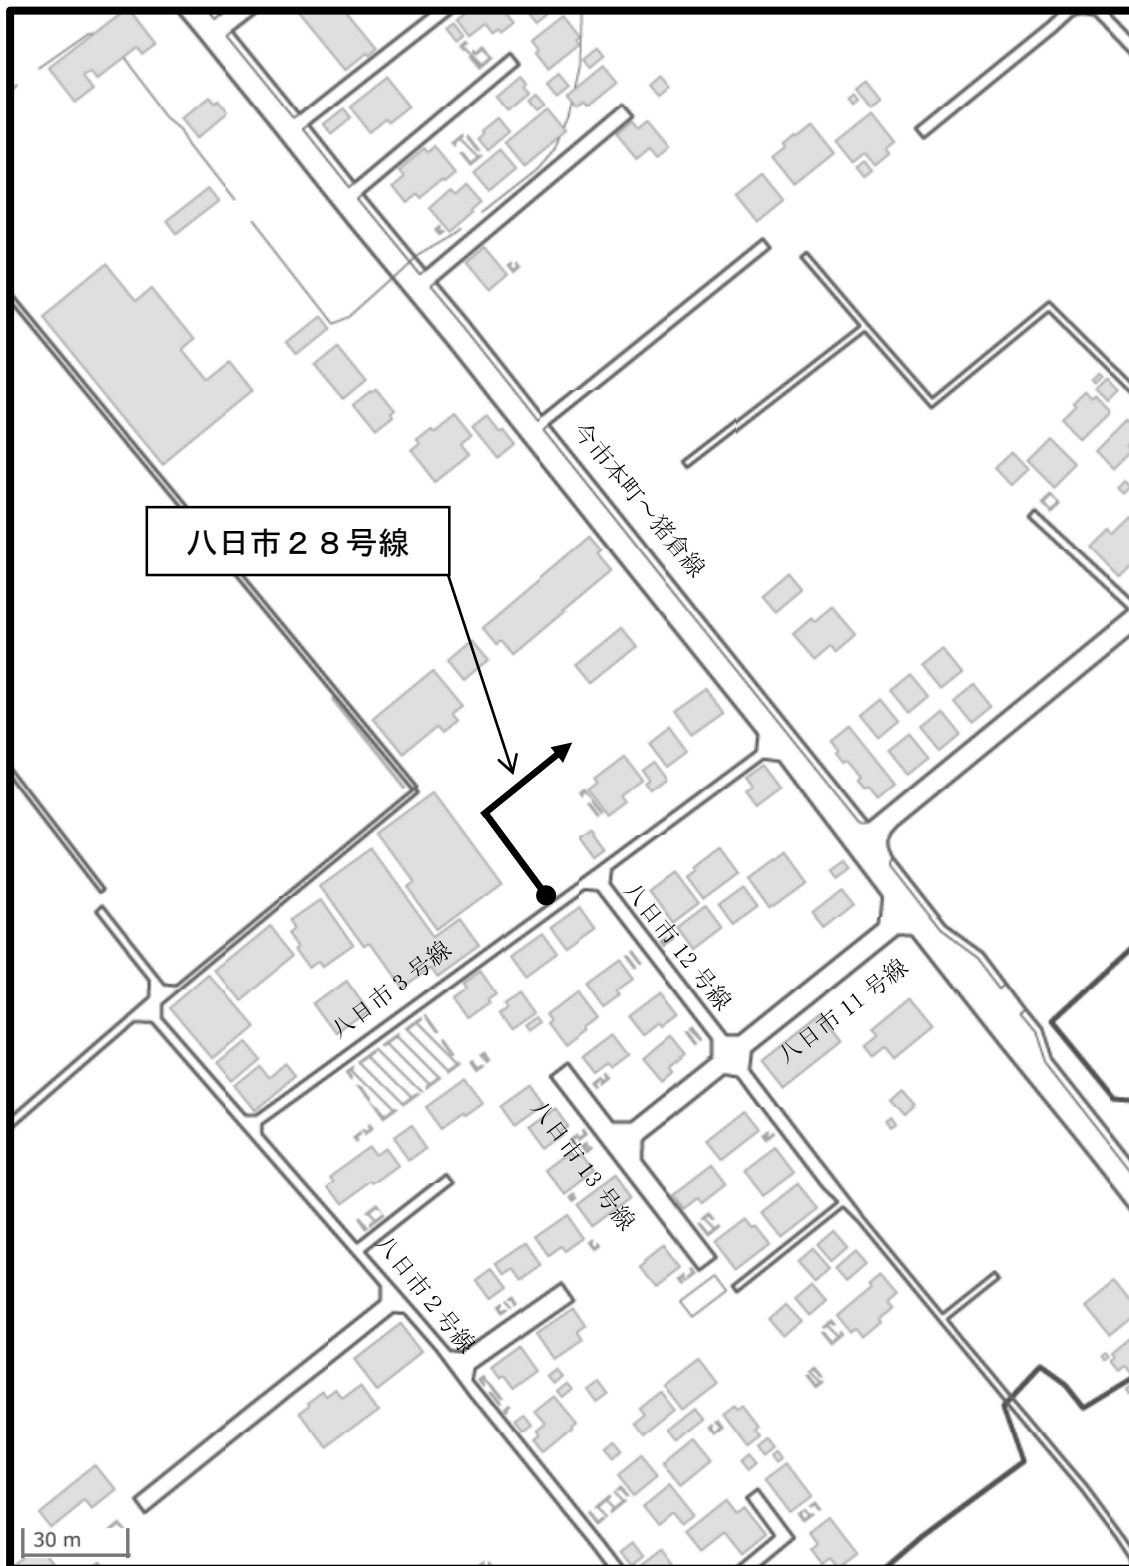 今市本町～猪倉線
八日市２８号線
八日市12 号線
八日市 3 号線
八日市 11 号線
八日市13 号線
八日市 2 号線
30 m